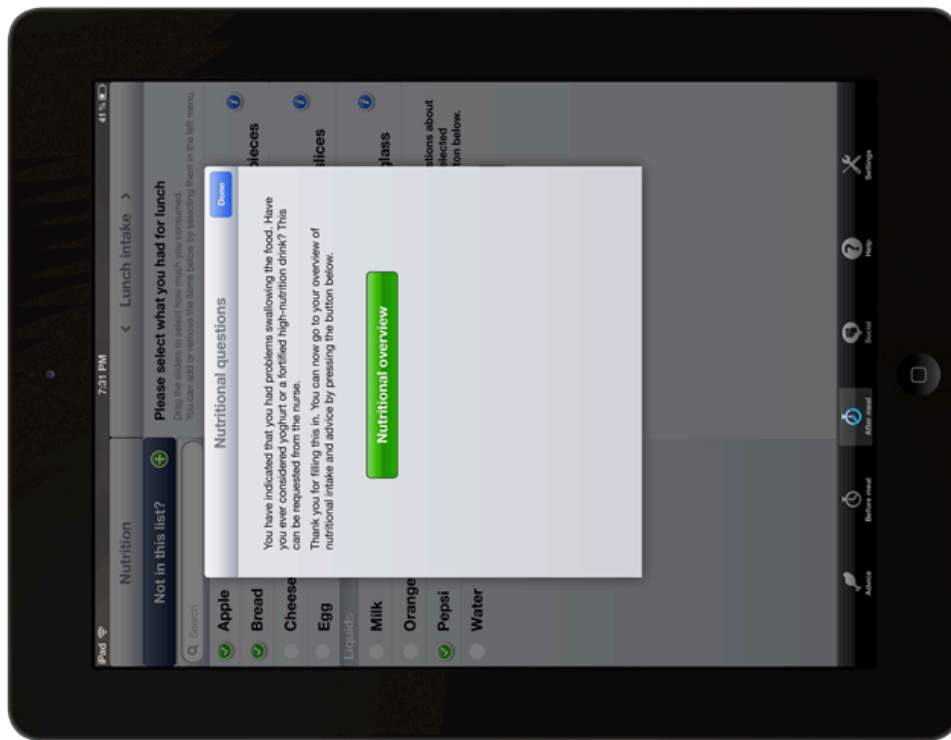 iPad
7:31 PM
41 %
Nutrition
< Lunch intake >
Not in this list?
Please select what you had for lunch
Drag the sliders to select how much you consumed.
You can add or remove the items below by selecting them in the left menu.
Search
Apple
Bread
Cheese
Egg
Liquids
Milk
Orange
Pepsi
Water
pieces
slices
glass
stions about
elected
ton below.
Nutritional questions
Done
You have indicated that you had problems swallowing the food. Have
you ever considered yoghurt or a fortified high-nutrition drink? This
can be requested from the nurse.
Thank you for filling this in. You can now go to your overview of
nutritional intake and advice by pressing the button below.
Nutritional overview
Advice
Before meal
After meal
Social
Help
Settings